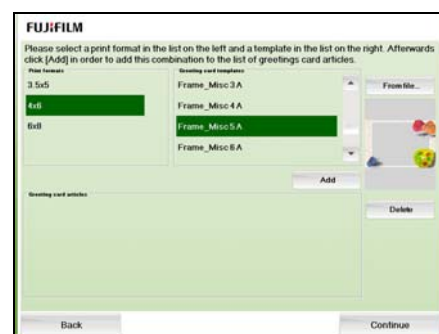 FUJIFILM
Please select a print format in the list on the left and a template in the list on the right. Afterwards
click [Add] in order to add this combination to the list of greetings card articles.
Print formats
Greeting card templates
3.5x5
Frame_Misc 3 A
From file...
4x6
Frame_Misc 4 A
6x8
Frame_Misc 5 A
Frame_Misc 6 A
Add
Greeting card articles
Delete
Back
Continue